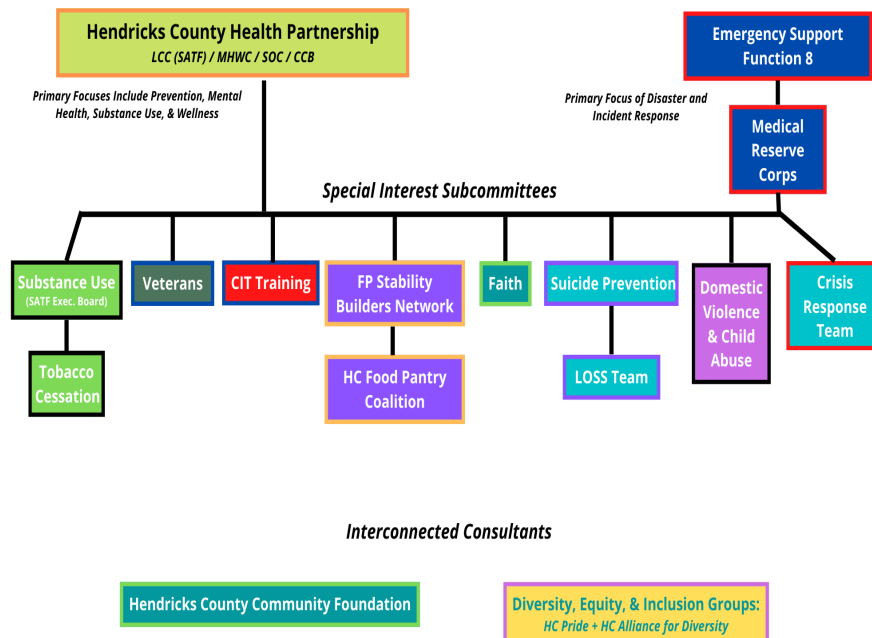 Hendricks County Health Partnership
LCC (SATF) / MHWC / SOC / CCB
Emergency Support
Function 8
Primary Focuses Include Prevention, Mental
Health, Substance Use, & Wellness
Primary Focus of Disaster and
Incident Response
Medical
Reserve
Corps
Special Interest Subcommittees
Substance Use
(SATF Exec. Board)
Veterans
CIT Training
FP Stability
Builders Network
Faith
Suicide Prevention
Domestic
Violence
& Child
Abuse
Crisis
Response
Team
Tobacco
Cessation
HC Food Pantry
Coalition
LOSS Team
Interconnected Consultants
Hendricks County Community Foundation
Diversity, Equity, & Inclusion Groups:
HC Pride + HC Alliance for Diversity